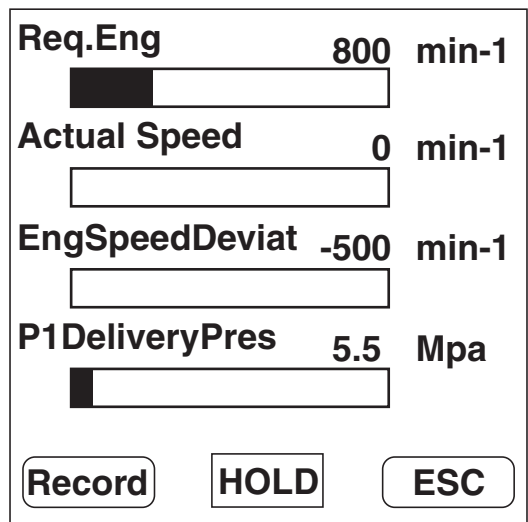 Req.Eng 800 min-1
Actual Speed 0 min-1
EngSpeedDeviat -500 min-1
P1DeliveryPres 5.5 Mpa
Record HOLD ESC